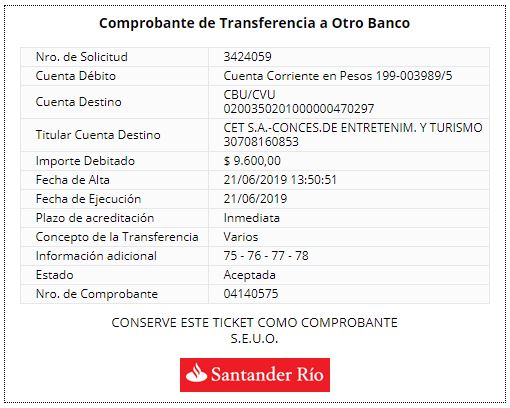 Comprobante de Transferencia a Otro Banco
Nro. de Solicitud 3424059
Cuenta Débito Cuenta Corriente en Pesos 199-003989/5
Cuenta Destino CBU/CVU
0200350201000000470297
Titular Cuenta Destino CET S.A.-CONCES.DE ENTRETENIM. Y TURISMO
30708160853
Importe Debitado $ 9.600,00
Fecha de Alta 21/06/2019 13:50:51
Fecha de Ejecución 21/06/2019
Plazo de acreditación Inmediata
Concepto de la Transferencia Varios
Información adicional 75 - 76 - 77 - 78
Estado Aceptada
Nro. de Comprobante 04140575
CONSERVE ESTE TICKET COMO COMPROBANTE
S.E.U.O.
Santander Río